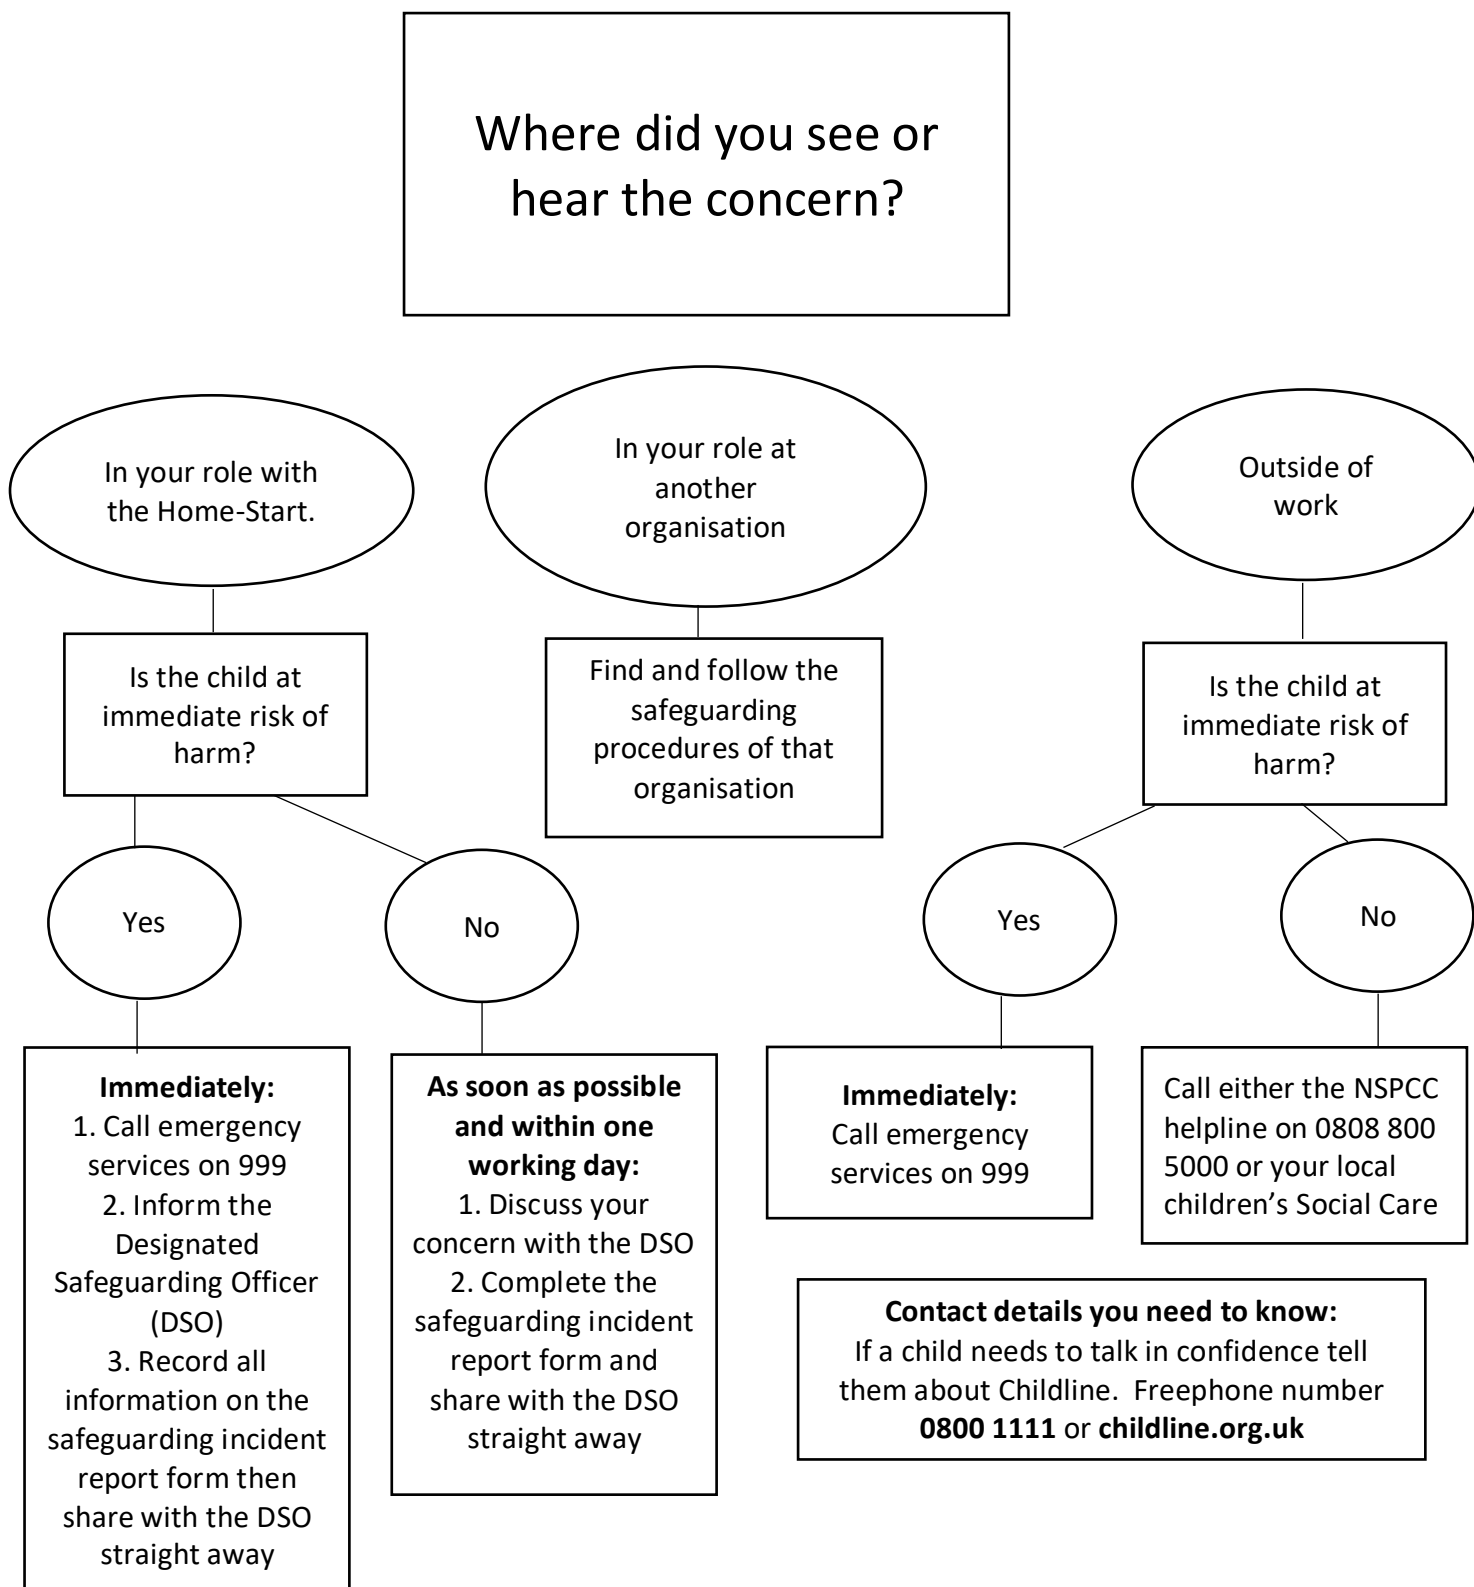 Where did you see or
hear the concern?
In your role with
the Home-Start.
In your role at
another
organisation
Outside of
work
Is the child at
immediate risk of
harm?
Find and follow the
safeguarding
procedures of that
organisation
Is the child at
immediate risk of
harm?
Yes
No
Yes
No
Immediately:
1. Call emergency
services on 999
2. Inform the
Designated
Safeguarding Officer
(DSO)
3. Record all
information on the
safeguarding incident
report form then
share with the DSO
straight away
As soon as possible
and within one
working day:
1. Discuss your
concern with the DSO
2. Complete the
safeguarding incident
report form and
share with the DSO
straight away
Immediately:
Call emergency
services on 999
Call either the NSPCC
helpline on 0808 800
5000 or your local
children’s Social Care
Contact details you need to know:
If a child needs to talk in confidence tell
them about Childline.  Freephone number
0800 1111 or childline.org.uk